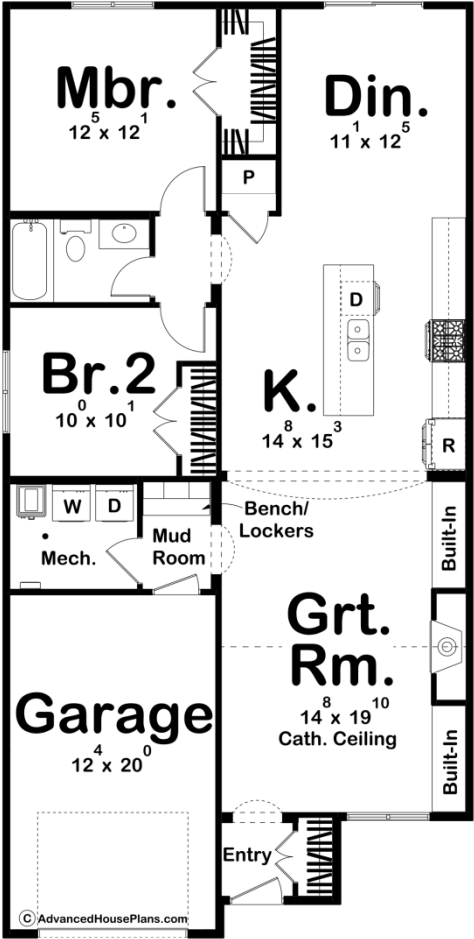 Mbr.
12⁵ x 12¹
Din.
11¹ x 12⁵
P
D
Br.2
10⁰ x 10¹
K.
14⁸ x 15³
R
W
D
Mech.
Mud
Room
Bench/
Lockers
Built-In
Grt.
Rm.
14⁸ x 19¹⁰
Cath. Ceiling
Built-In
Garage
12⁴ x 20⁰
Entry
© AdvancedHousePlans.com